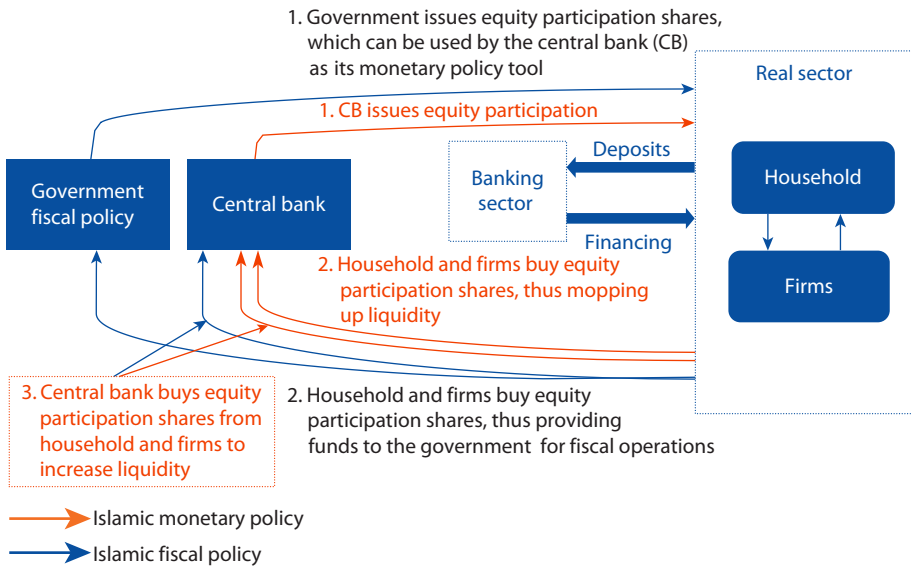 1. Government issues equity participation shares,
which can be used by the central bank (CB)
as its monetary policy tool
Real sector
1. CB issues equity participation
Deposits
Government
fiscal policy
Central bank
Banking
sector
Household
Financing
2. Household and firms buy equity
participation shares, thus mopping
up liquidity
Firms
3. Central bank buys equity
participation shares from
household and firms to
increase liquidity
2. Household and firms buy equity
participation shares, thus providing
funds to the government for fiscal operations
Islamic monetary policy
Islamic fiscal policy